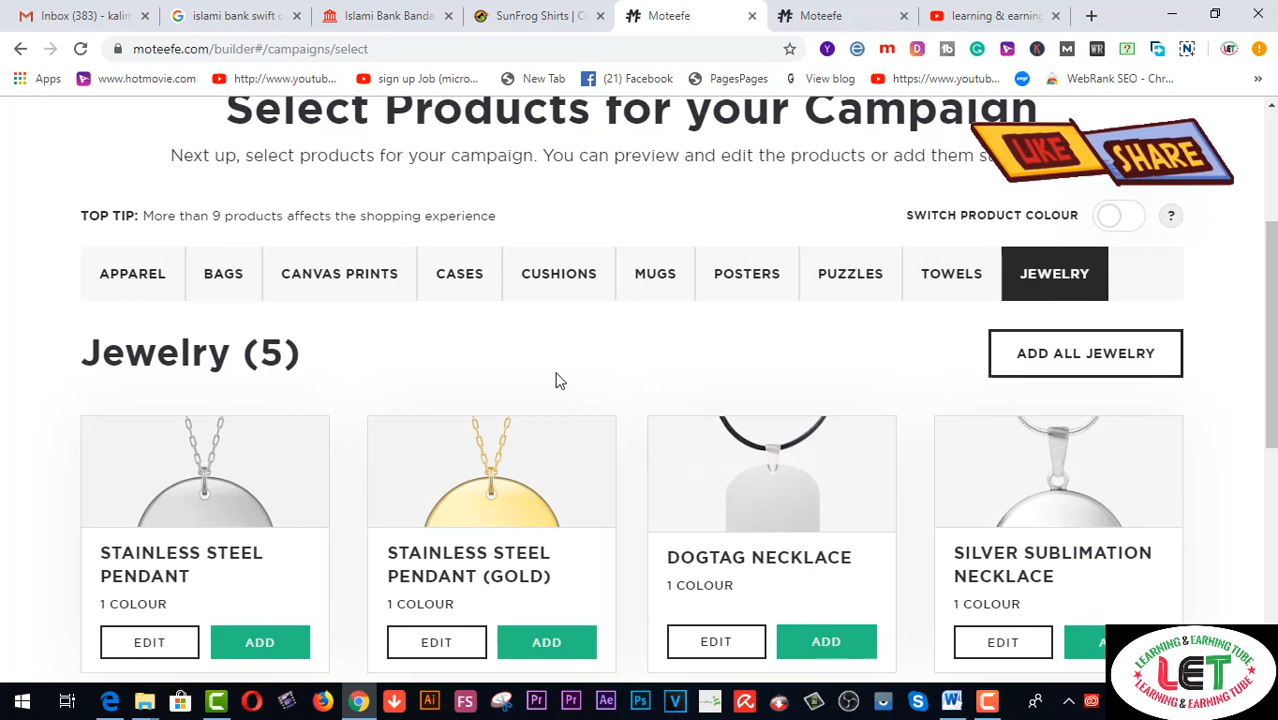 Inbox (383) - kalim
islami bank swift c
Islami Bank Banda
SunFrog Shirts | C
Moteefe
Moteefe
learning & earning
moteefe.com/builder#/campaigns/select
Apps
www.hotmovie.com
http://www.youtub...
sign up Job (micro...
New Tab
(21) Facebook
PagesPages
View blog
https://www.youtub...
WebRank SEO - Chr...
Select Products for your Campaign
Next up, select products for your campaign. You can preview and edit the products or add them s
LIKE
SHARE
TOP TIP: More than 9 products affects the shopping experience
SWITCH PRODUCT COLOUR
?
APPAREL
BAGS
CANVAS PRINTS
CASES
CUSHIONS
MUGS
POSTERS
PUZZLES
TOWELS
JEWELRY
Jewelry (5)
ADD ALL JEWELRY
STAINLESS STEEL
PENDANT
1 COLOUR
EDIT
ADD
STAINLESS STEEL
PENDANT (GOLD)
1 COLOUR
EDIT
ADD
DOGTAG NECKLACE
1 COLOUR
EDIT
ADD
SILVER SUBLIMATION
NECKLACE
1 COLOUR
EDIT
LEARNING & EARNING TUBE
LET
LEARNING & EARNING TUBE